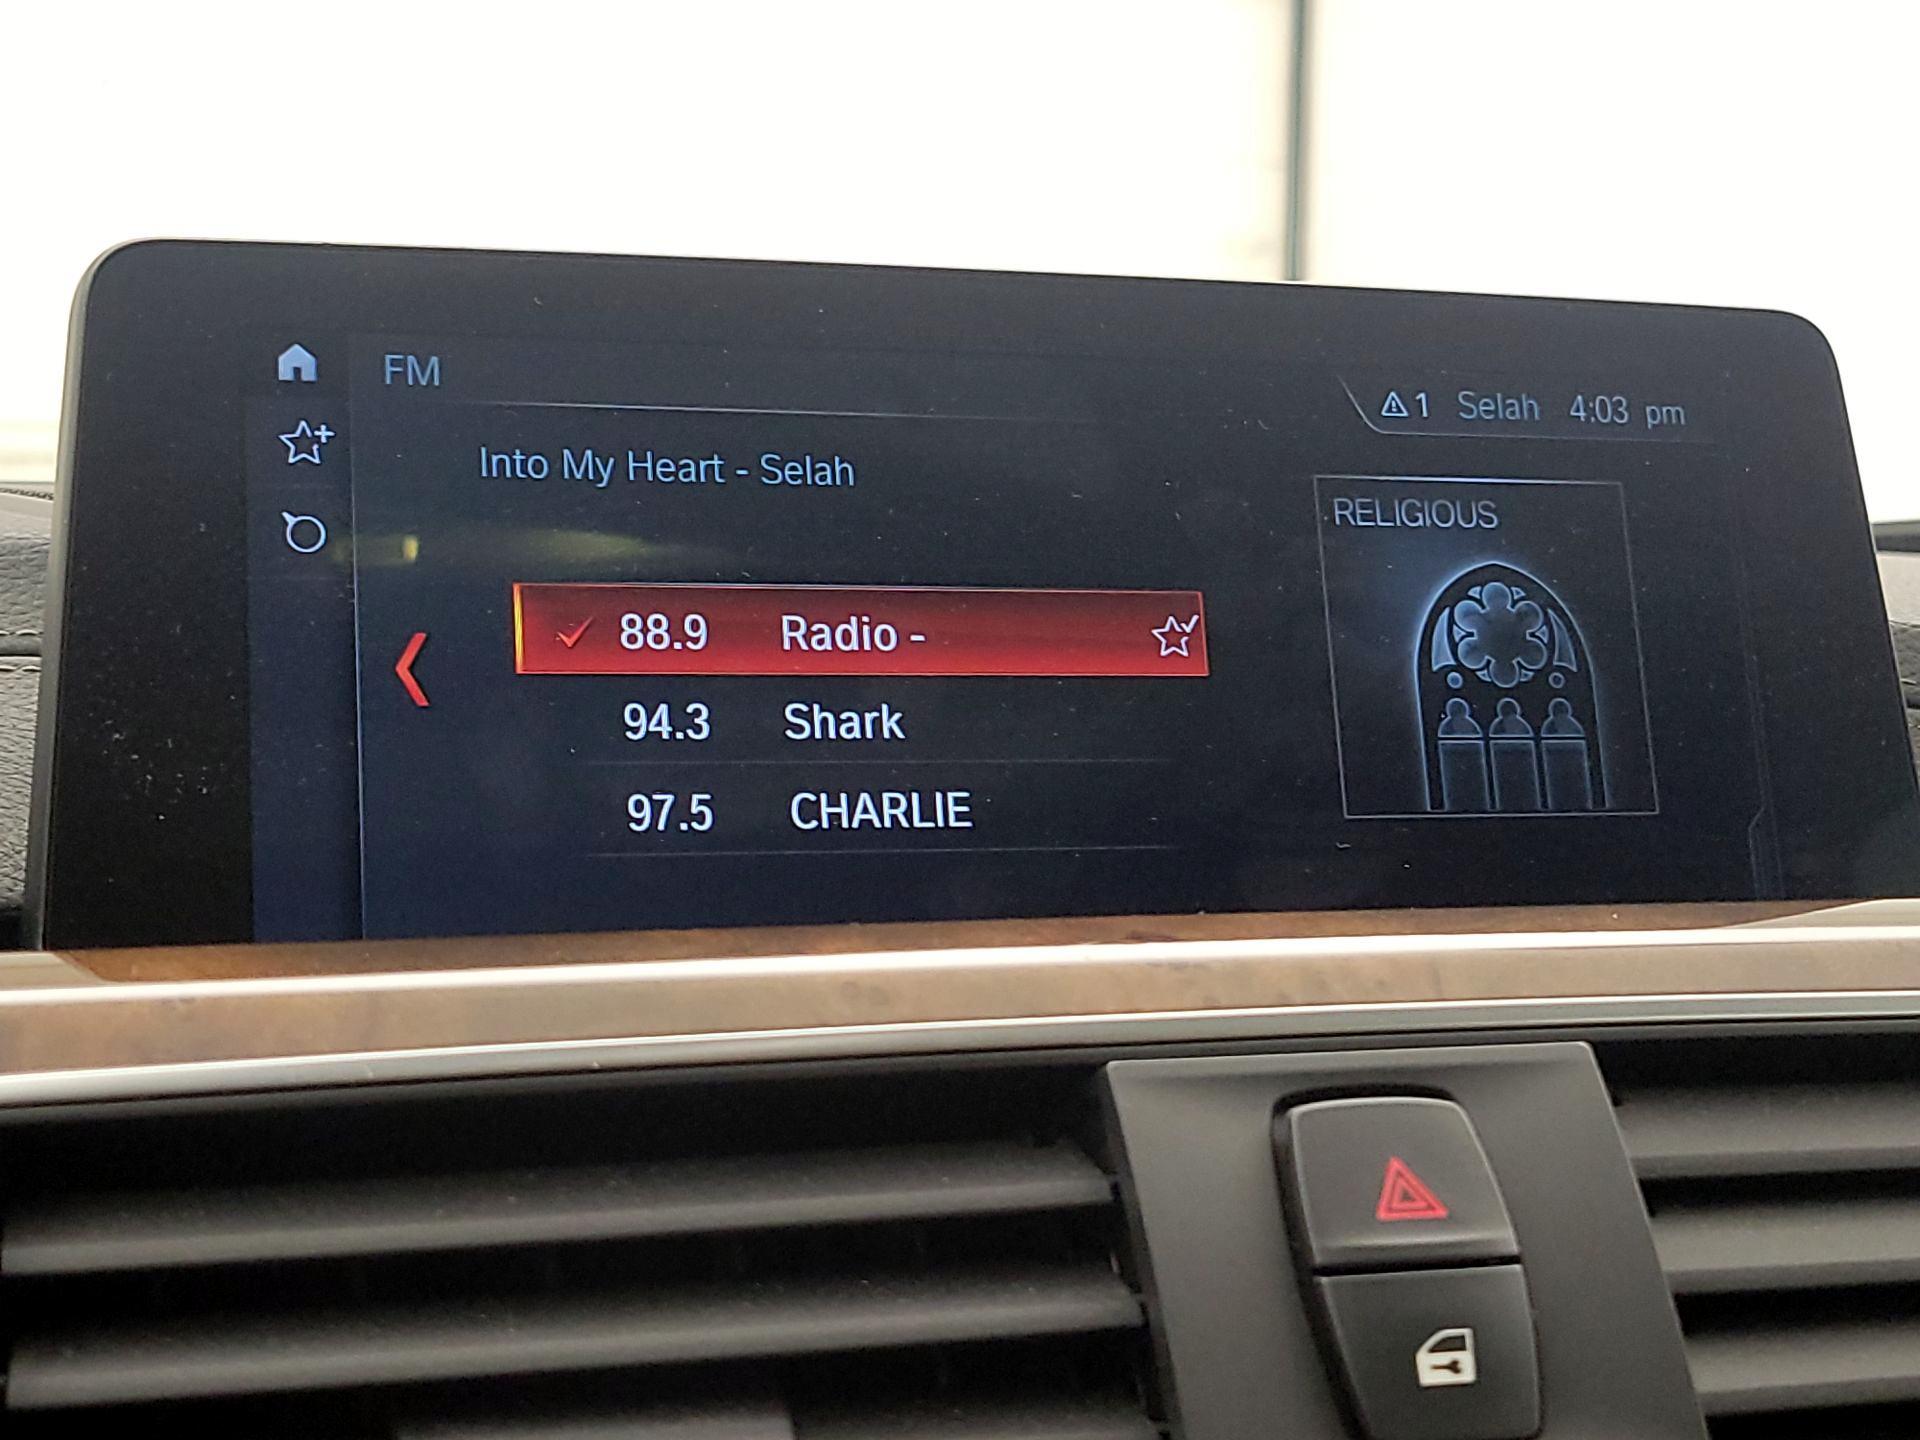 FM
1 Selah 4:03 pm
Into My Heart - Selah
RELIGIOUS
88.9 Radio -
94.3 Shark
97.5 CHARLIE